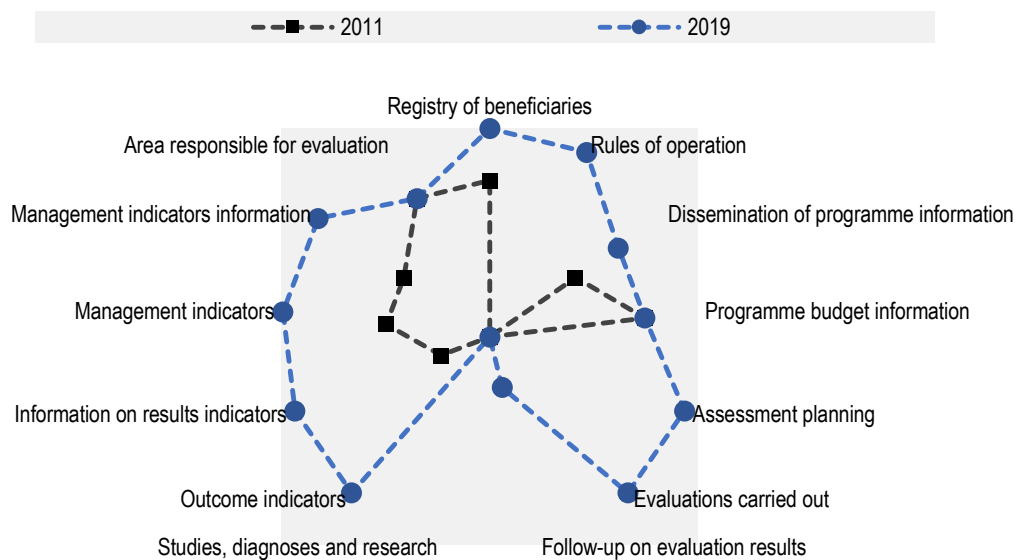 2011 2019
Registry of beneficiaries
Area responsible for evaluation Rules of operation
Management indicators information Dissemination of programme information
Management indicators Programme budget information
Information on results indicators Assessment planning
Outcome indicators Evaluations carried out
Studies, diagnoses and research Follow-up on evaluation results